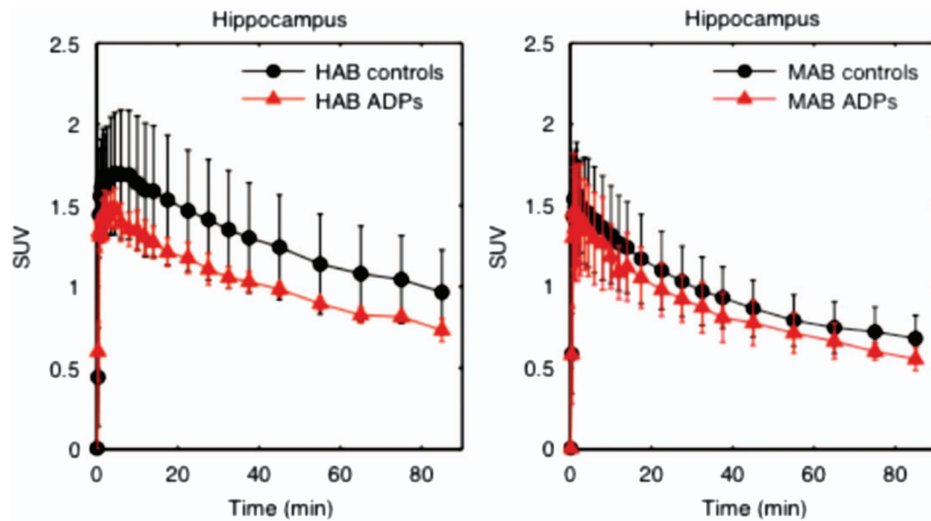 Hippocampus
2.5
2
1.5
1
0.5
0
SUV
HAB controls
HAB ADPs
0
20
40
60
80
Time (min)
Hippocampus
2.5
2
1.5
1
0.5
0
SUV
MAB controls
MAB ADPs
0
20
40
60
80
Time (min)